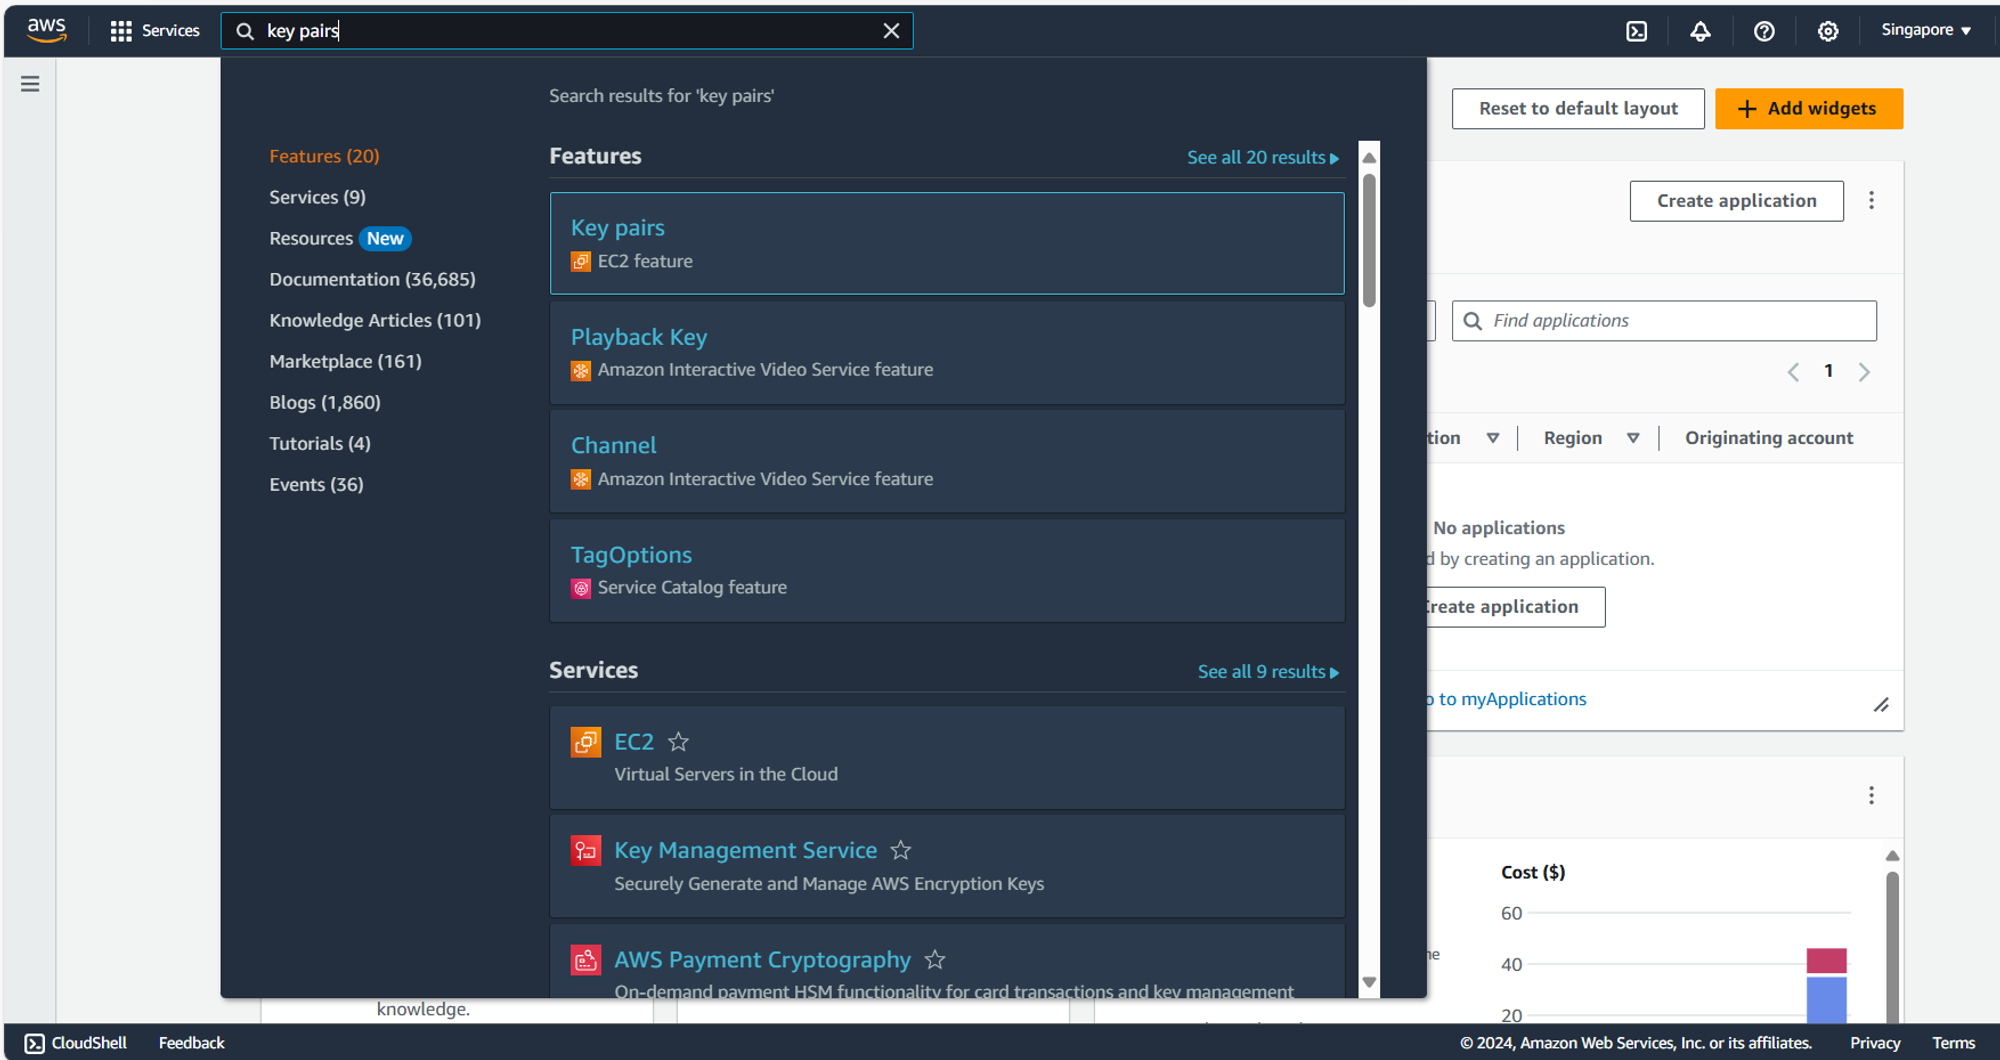 aws Services key pairs Singapore
Search results for 'key pairs'
Features (20)
Services (9)
Resources New
Documentation (36,685)
Knowledge Articles (101)
Marketplace (161)
Blogs (1,860)
Tutorials (4)
Events (36)
Features See all 20 results
Key pairs
EC2 feature
Playback Key
Amazon Interactive Video Service feature
Channel
Amazon Interactive Video Service feature
TagOptions
Service Catalog feature
Services See all 9 results
EC2
Virtual Servers in the Cloud
Key Management Service
Securely Generate and Manage AWS Encryption Keys
AWS Payment Cryptography
On-demand payment HSM functionality for card transactions and key management
Reset to default layout Add widgets
Create application
Find applications
1
tion Region Originating account
No applications
d by creating an application.
Create application
o to myApplications
Cost ($)
60
40
20
knowledge.
CloudShell Feedback © 2024, Amazon Web Services, Inc. or its affiliates. Privacy Terms